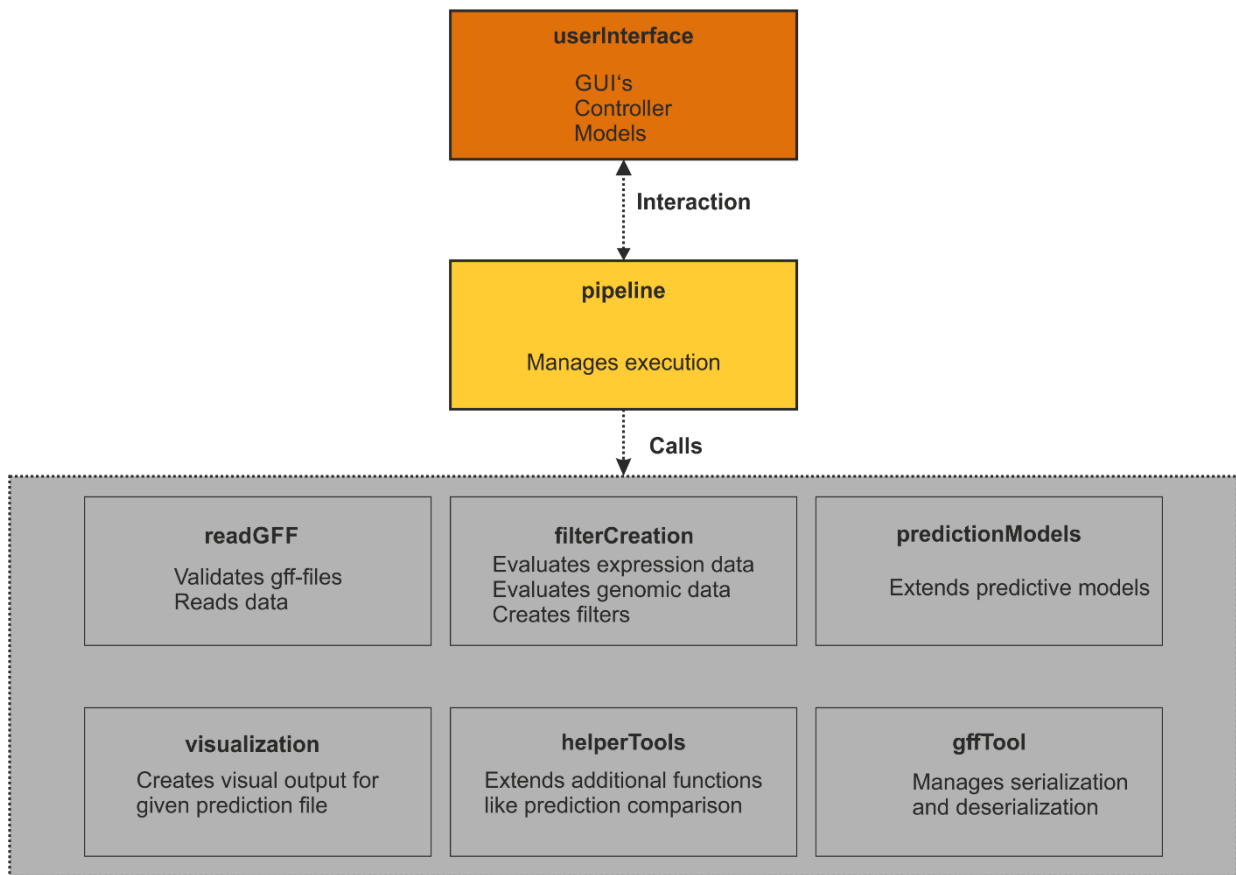 userInterface
GUI‘s
Controller
Models
Interaction
pipeline
Manages execution
Calls
readGFF
Validates gff-files
Reads data
filterCreation
Evaluates expression data
Evaluates genomic data
Creates filters
predictionModels
Extends predictive models
visualization
Creates visual output for
given prediction file
helperTools
Extends additional functions
like prediction comparison
gffTool
Manages serialization
and deserialization